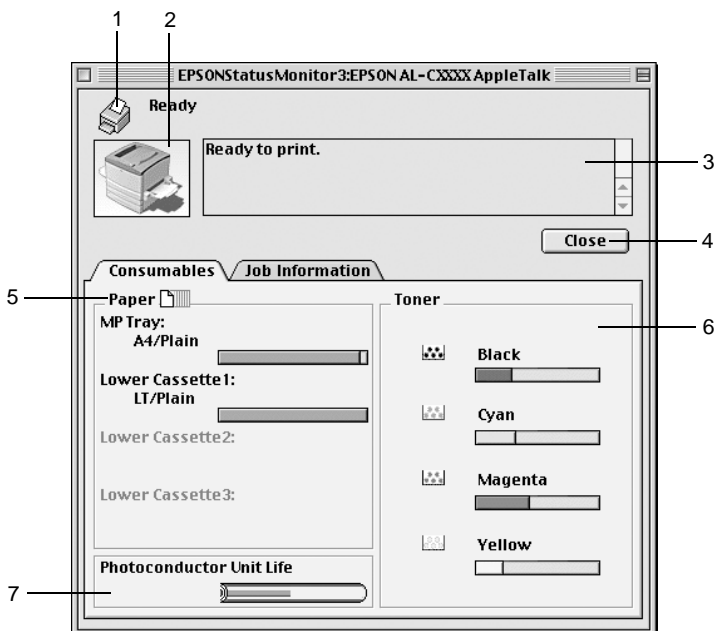 1 2
EPSONStatusMonitor3:EPSON AL-CXXXX AppleTalk
Ready
Ready to print.
3
Close
4
Consumables
Job Information
5
Paper
MP Tray:
A4/Plain
Lower Cassette1:
LT/Plain
Lower Cassette2:
Lower Cassette3:
Toner
6
Black
Cyan
Magenta
Yellow
Photoconductor Unit Life
7